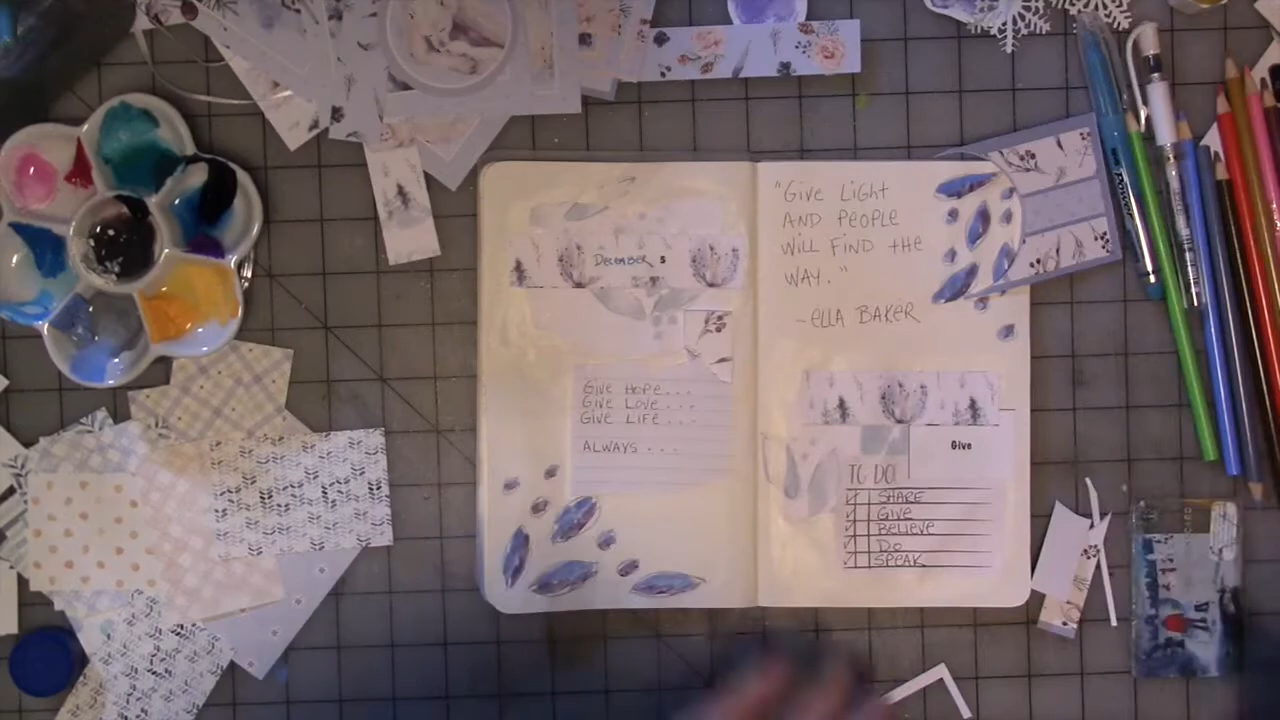 December 5
Give Hope...
Give Love...
Give Life...
Always...
"Give Light
and people
will find the
way."
-Ella Baker
Give
To Do
Share
Give
Believe
Do
Speak